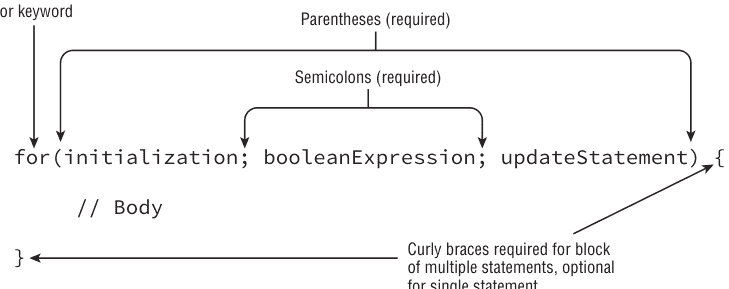 or keyword
Parentheses (required)
Semicolons (required)
for(initialization; booleanExpression; updateStatement) {
// Body
}
Curly braces required for block
of multiple statements, optional
for single statement